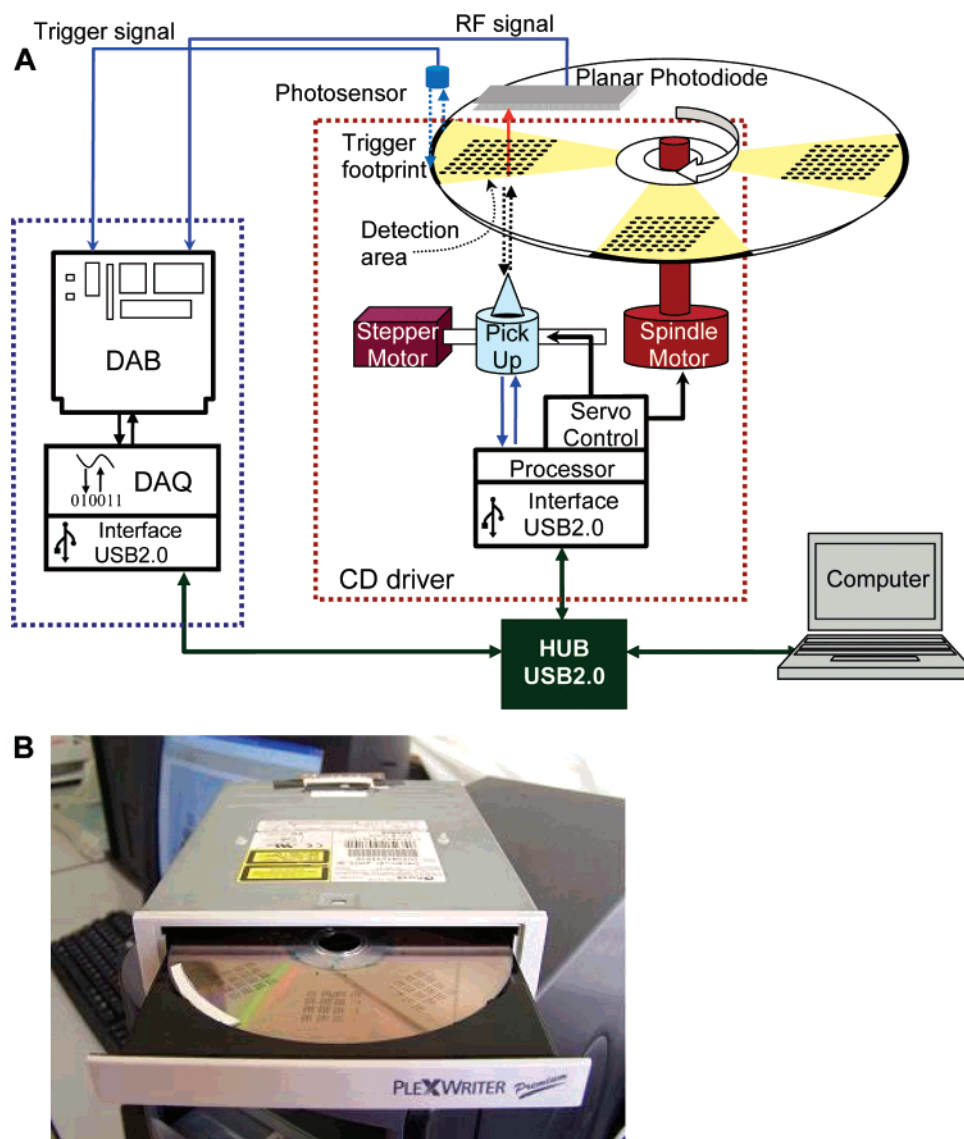 Trigger signal
RF signal
A
Planar Photodiode
Photosensor
Trigger
footprint
Detection
area
Stepper
Motor
Pick
Up
Spindle
Motor
DAB
Servo
Control
Processor
DAQ
010011
Interface
USB2.0
Interface
USB2.0
CD driver
Computer
HUB
USB2.0
B
PLEXWRITER Premium